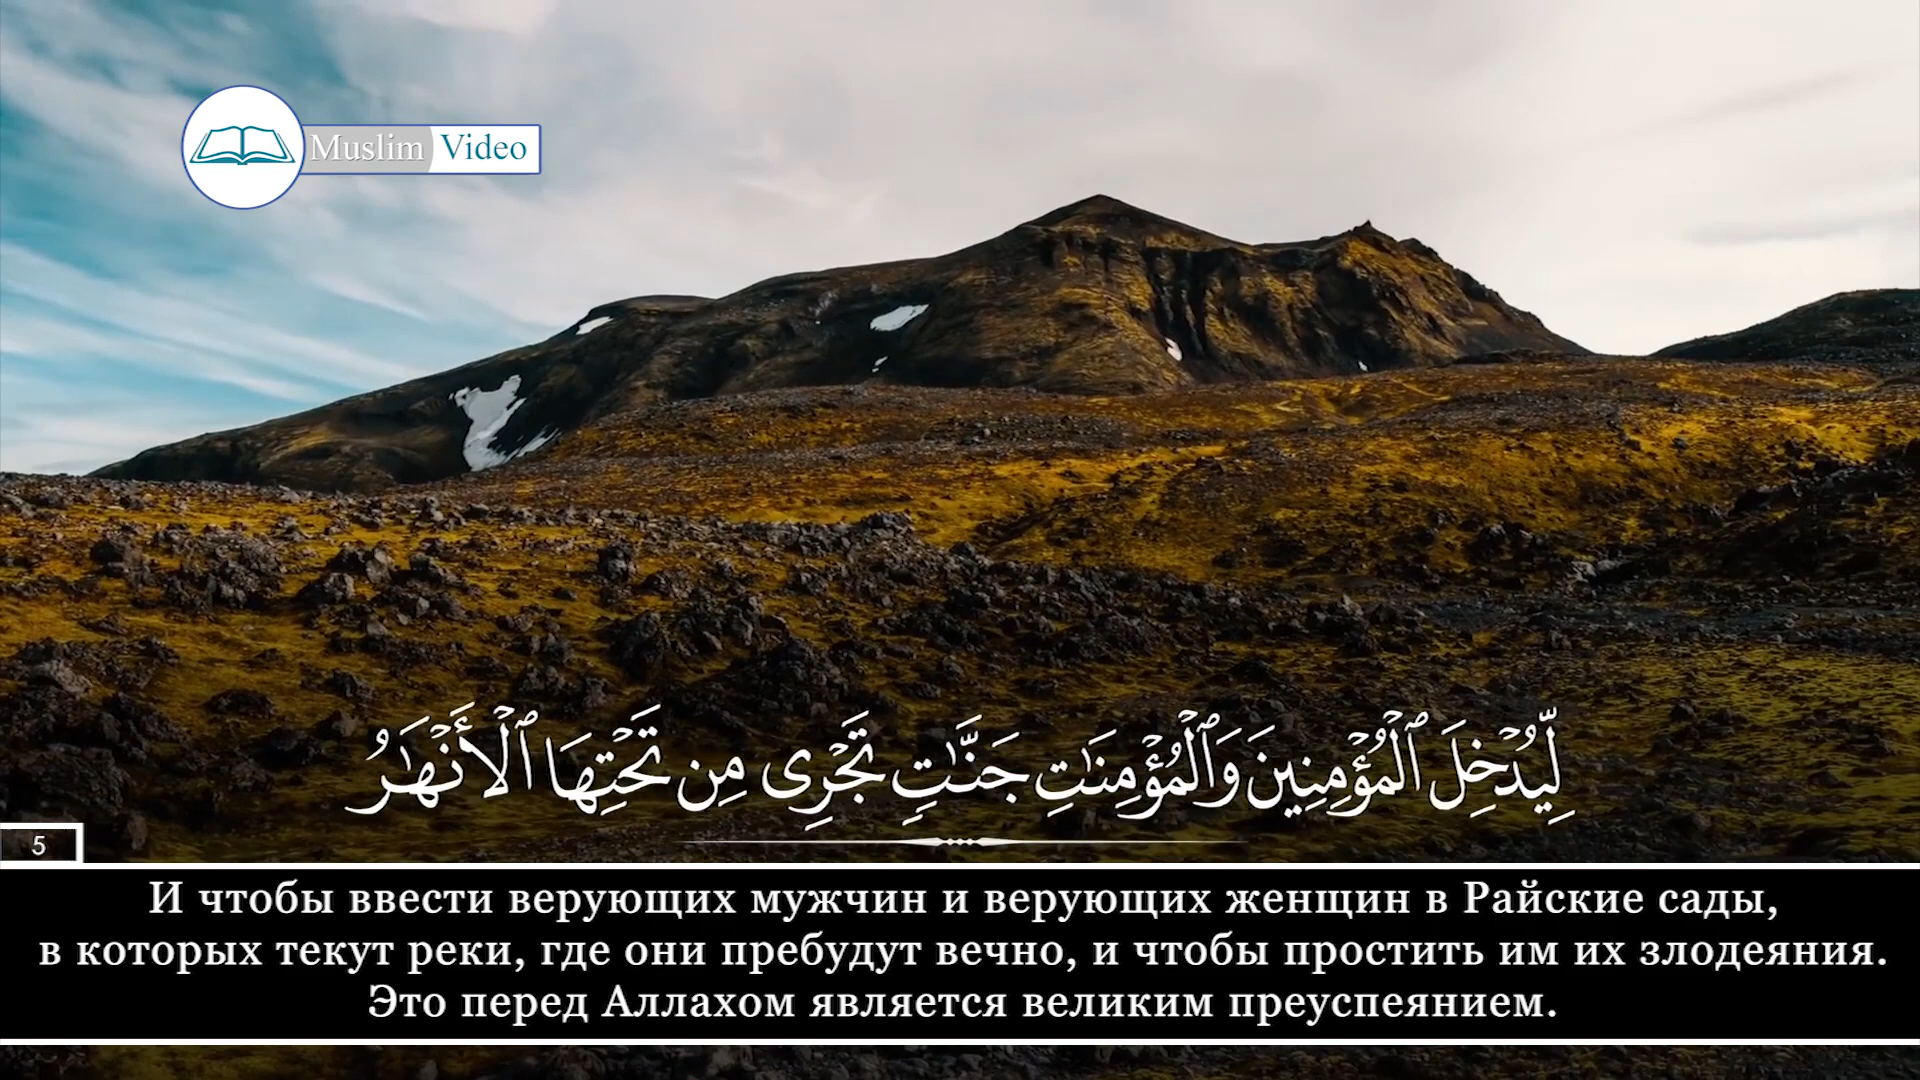 Muslim Video
لِّيُدۡخِلَ ٱلۡمُؤۡمِنِينَ وَٱلۡمُؤۡمِنَٰتِ جَنَّٰتٖ تَجۡرِي مِن تَحۡتِهَا ٱلۡأَنۡهَٰرُ
5
И чтобы ввести верующих мужчин и верующих женщин в Райские сады,
в которых текут реки, где они пребудут вечно, и чтобы простить им их злодеяния.
Это перед Аллахом является великим преуспеянием.